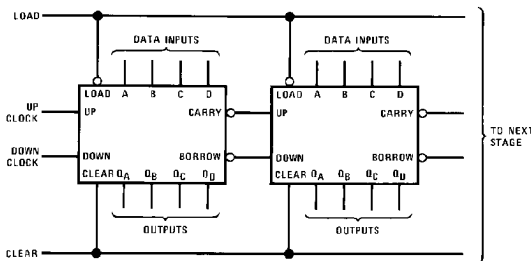 LOAD
DATA INPUTS
DATA INPUTS
LOAD A B C D
LOAD A B C D
UP CLOCK
UP
CARRY
UP
CARRY
TO NEXT STAGE
DOWN CLOCK
DOWN
BORROW
DOWN
BORROW
CLEAR QA QB QC QD
CLEAR QA QB QC QD
OUTPUTS
OUTPUTS
CLEAR